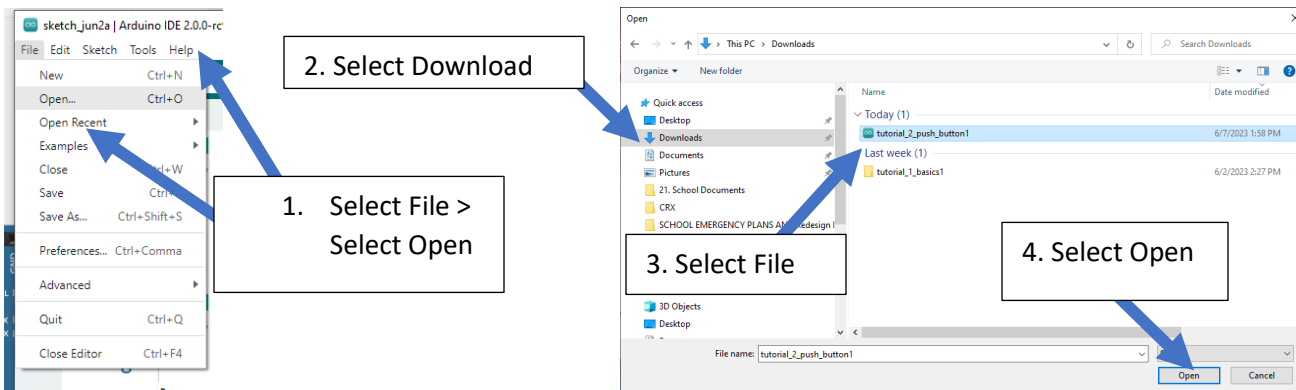 sketch_jun2a | Arduino IDE 2.0.0-rc
File Edit Sketch Tools Help
New Ctrl+N
Open... Ctrl+O
Open Recent
Examples
Close Ctrl+W
Save
Save As... Ctrl+Shift+S
Preferences... Ctrl+Comma
Advanced
Quit Ctrl+Q
Close Editor Ctrl+F4
1. Select File >
Select Open
2. Select Download
Open
This PC > Downloads
Search Downloads
Organize
New folder
Quick access
Desktop
Downloads
Documents
Pictures
21. School Documents
CRX
SCHOOL EMERGENCY PLANS
3D Objects
Desktop
Name Date modified
Today (1)
tutorial_2_push_button1 6/7/2023 1:58 PM
Last week (1)
tutorial_1_basics1 6/2/2023 2:27 PM
3. Select File
4. Select Open
File name: tutorial_2_push_button1
Open Cancel